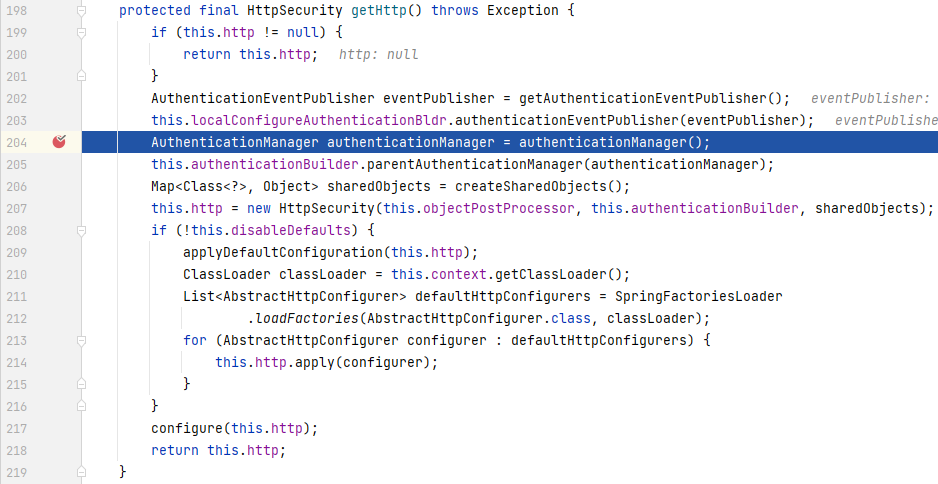 198 protected final HttpSecurity getHttp() throws Exception {
199 if (this.http != null) {
200 return this.http; http: null
201 }
202 AuthenticationEventPublisher eventPublisher = getAuthenticationEventPublisher(); eventPublisher:
203 this.localConfigureAuthenticationBldr.authenticationEventPublisher(eventPublisher); eventPublishe
204 AuthenticationManager authenticationManager = authenticationManager();
205 this.authenticationBuilder.parentAuthenticationManager(authenticationManager);
206 Map<Class<?>, Object> sharedObjects = createSharedObjects();
207 this.http = new HttpSecurity(this.objectPostProcessor, this.authenticationBuilder, sharedObjects);
208 if (!this.disableDefaults) {
209 applyDefaultConfiguration(this.http);
210 ClassLoader classLoader = this.context.getClassLoader();
211 List<AbstractHttpConfigurer> defaultHttpConfigurers = SpringFactoriesLoader
212 .loadFactories(AbstractHttpConfigurer.class, classLoader);
213 for (AbstractHttpConfigurer configurer : defaultHttpConfigurers) {
214 this.http.apply(configurer);
215 }
216 }
217 configure(this.http);
218 return this.http;
219 }